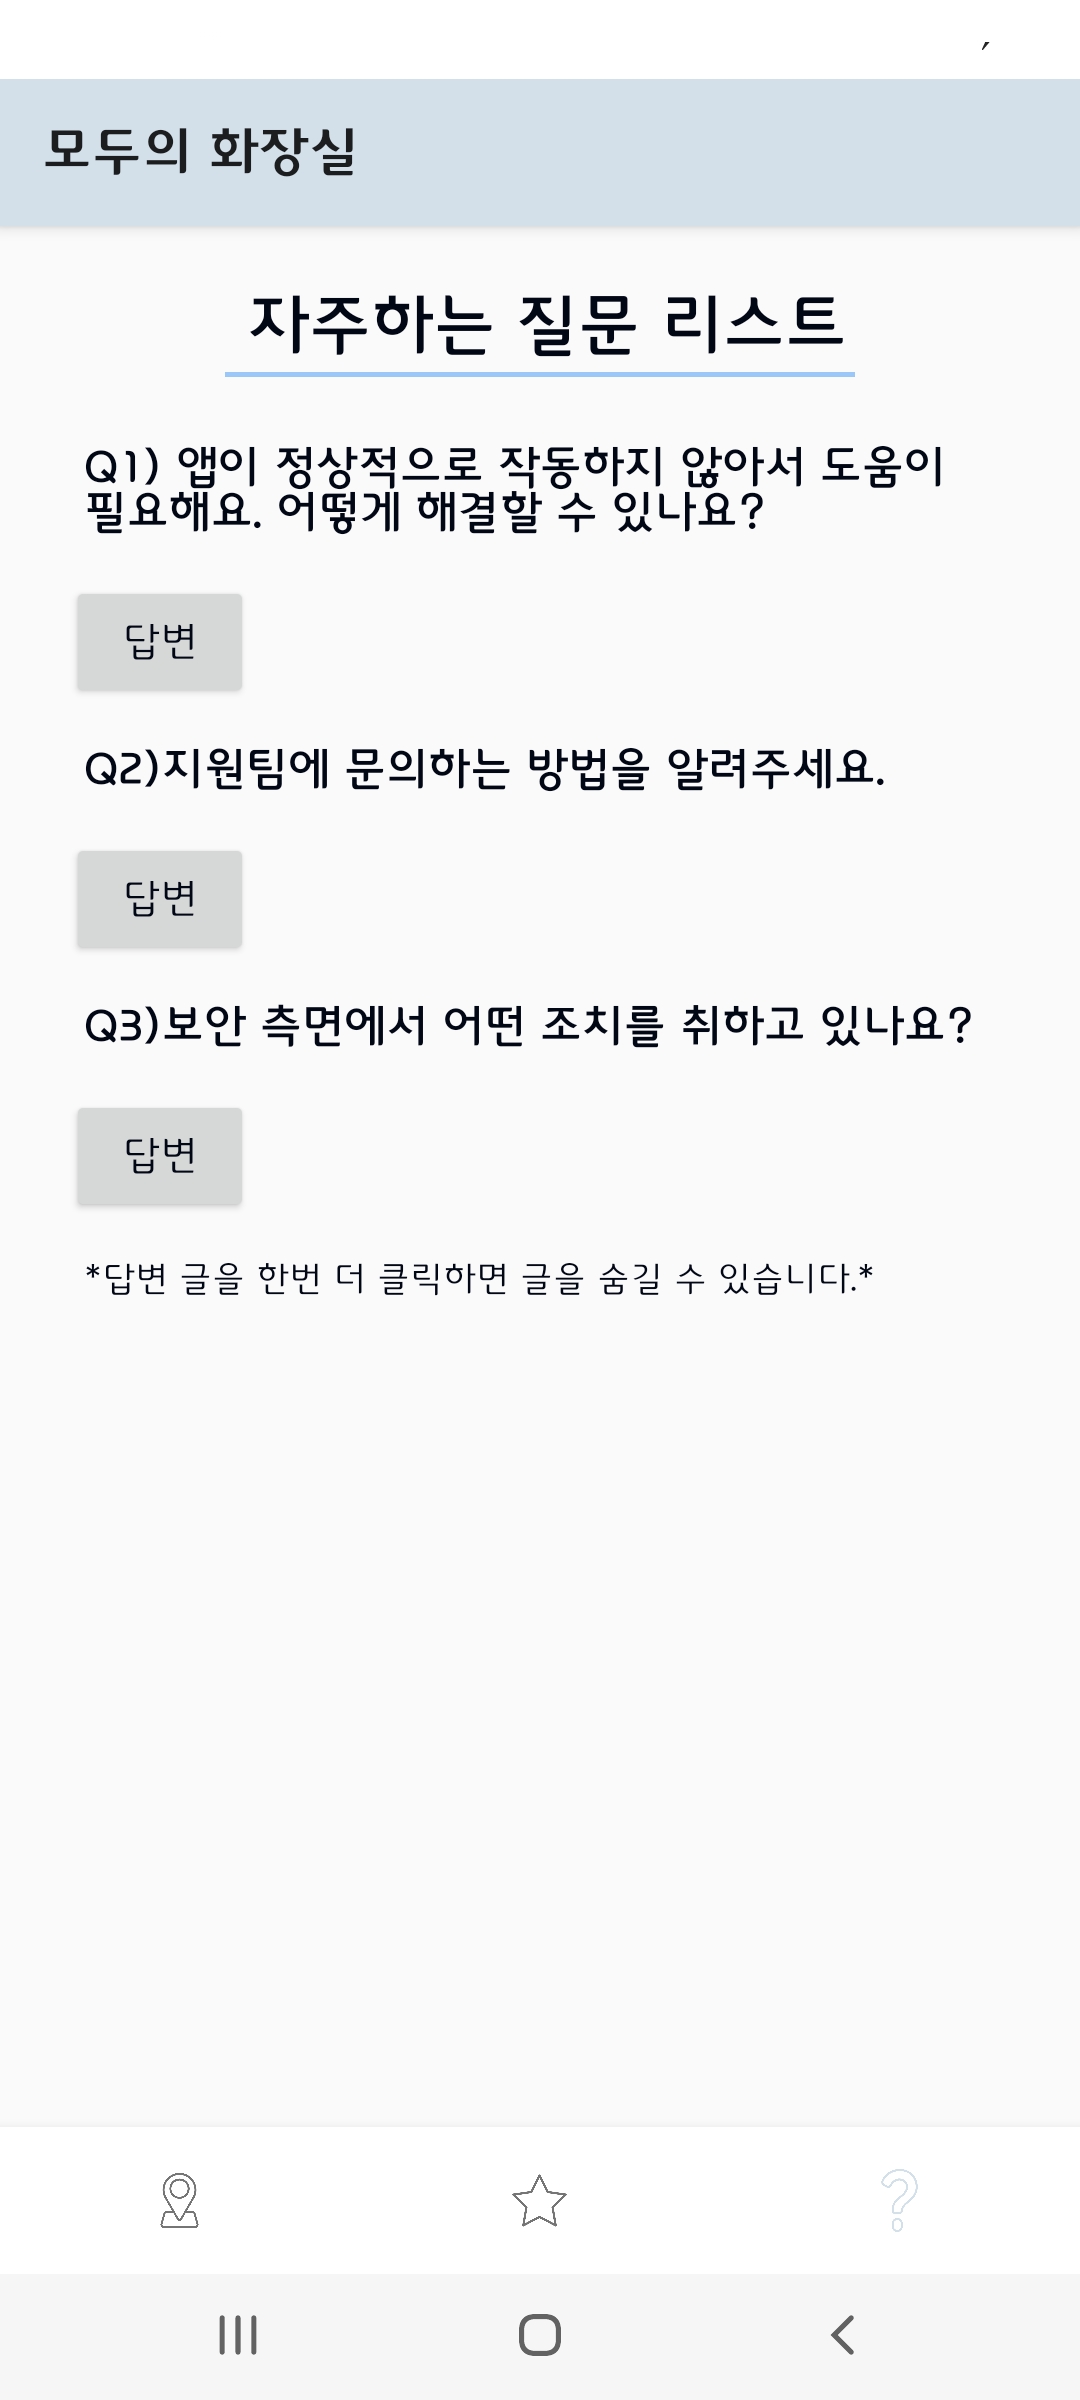 모두의 화장실
자주하는 질문 리스트
Q1) 앱이 정상적으로 작동하지 않아서 도움이
필요해요. 어떻게 해결할 수 있나요?
답변
Q2)지원팀에 문의하는 방법을 알려주세요.
답변
Q3)보안 측면에서 어떤 조치를 취하고 있나요?
답변
*답변 글을 한번 더 클릭하면 글을 숨길 수 있습니다.*